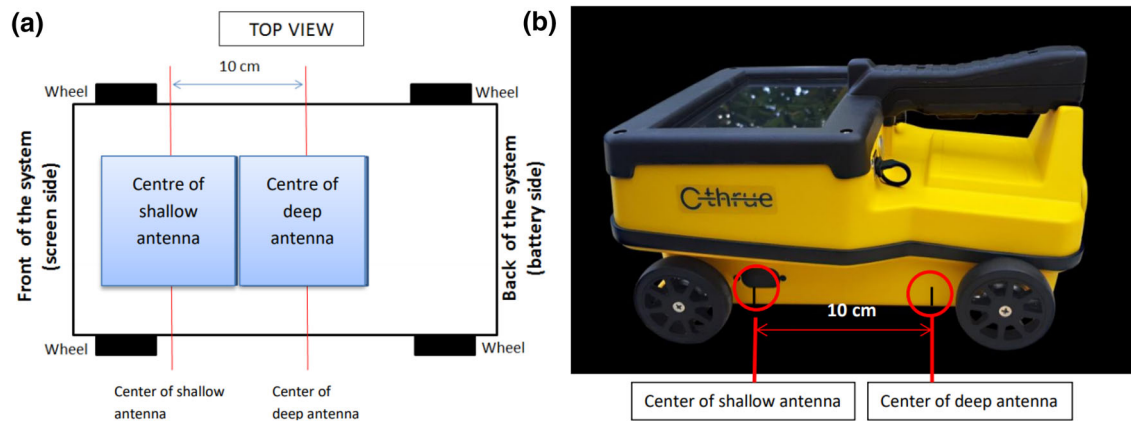 (a)
TOP VIEW
10 cm
Wheel
Wheel
Front of the system
(screen side)
Centre of
shallow
antenna
Centre of
deep
antenna
Back of the system
(battery side)
Wheel
Wheel
Center of shallow
antenna
Center of
deep antenna
(b)
Cthrue
10 cm
Center of shallow antenna
Center of deep antenna